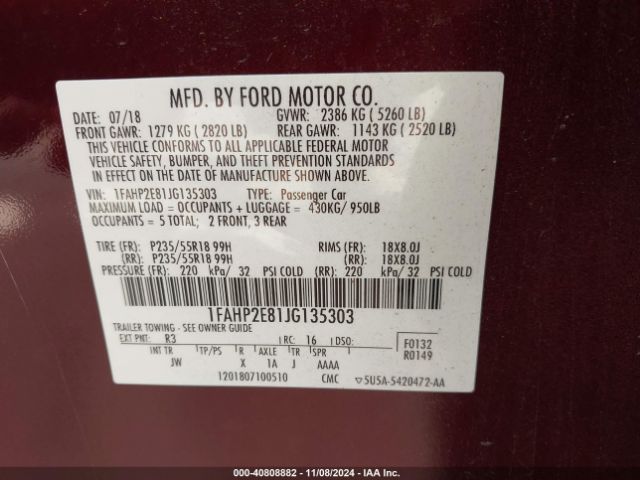 MFD. BY FORD MOTOR CO.
DATE: 07/18 GVWR: 2386 KG ( 5260 LB)
FRONT GAWR: 1279 KG ( 2820 LB) REAR GAWR: 1143 KG ( 2520 LB)
THIS VEHICLE CONFORMS TO ALL APPLICABLE FEDERAL MOTOR
VEHICLE SAFETY, BUMPER, AND THEFT PREVENTION STANDARDS
IN EFFECT ON THE DATE OF MANUFACTURE SHOWN ABOVE.
VIN: 1FAHP2E81JG135303 TYPE: Passenger Car
MAXIMUM LOAD = OCCUPANTS + LUGGAGE = 430KG/ 950LB
OCCUPANTS = 5 TOTAL; 2 FRONT, 3 REAR
TIRE (FR): P235/55R18 99H RIMS (FR): 18X8.0J
(RR): P235/55R18 99H (RR): 18X8.0J
PRESSURE (FR): 220 kPa/ 32 PSI COLD (RR): 220 kPa/ 32 PSI COLD
1FAHP2E81JG135303
TRAILER TOWING - SEE OWNER GUIDE
EXT PNT: R3 RC: 16 DSO: F0132
INT TR TP/PS R AXLE TR SPR R0149
JW X 1A J AAAA
1201807100510 CMC ▽5U5A-5420472-AA
000-40808882 - 11/08/2024 - IAA Inc.